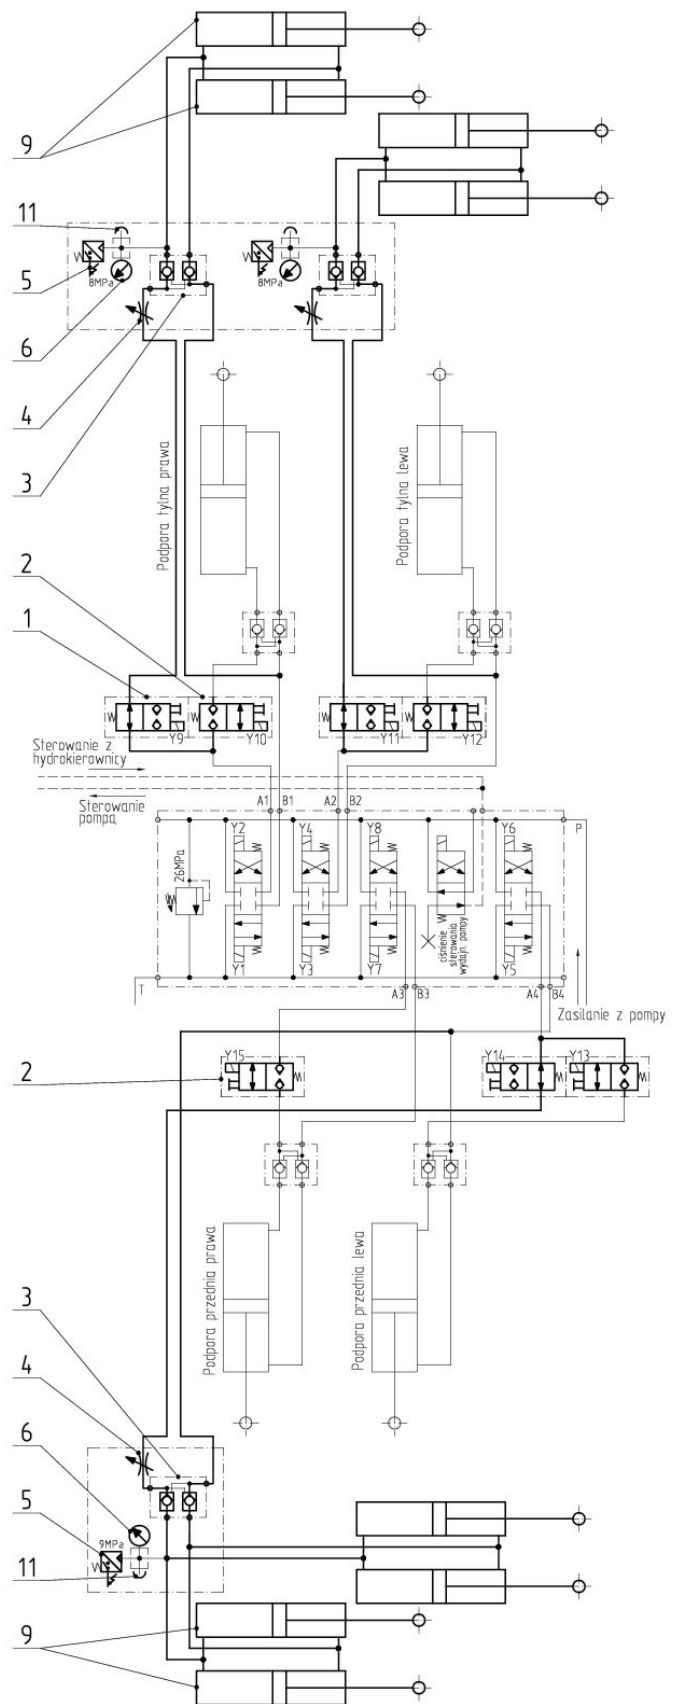 9
11
5
8MPa
8MPa
6
4
3
Podpora tylna prawa
Podpora tylna lewa
2
1
Y9
Y10
Y11
Y12
Sterowanie z
hydrokierownicy
Sterowanie
pompą
A1
B1
A2
B2
Y2
Y4
Y8
Y6
P
26MPa
ciśnienie
sterowania
wydajn. pompy
Y1
Y3
Y7
Y5
T
A3
B3
A4
B4
Zasilanie z pompy
Y15
Y14
Y13
2
Podpora przednia prawa
Podpora przednia lewa
3
4
6
5
9MPa
11
9